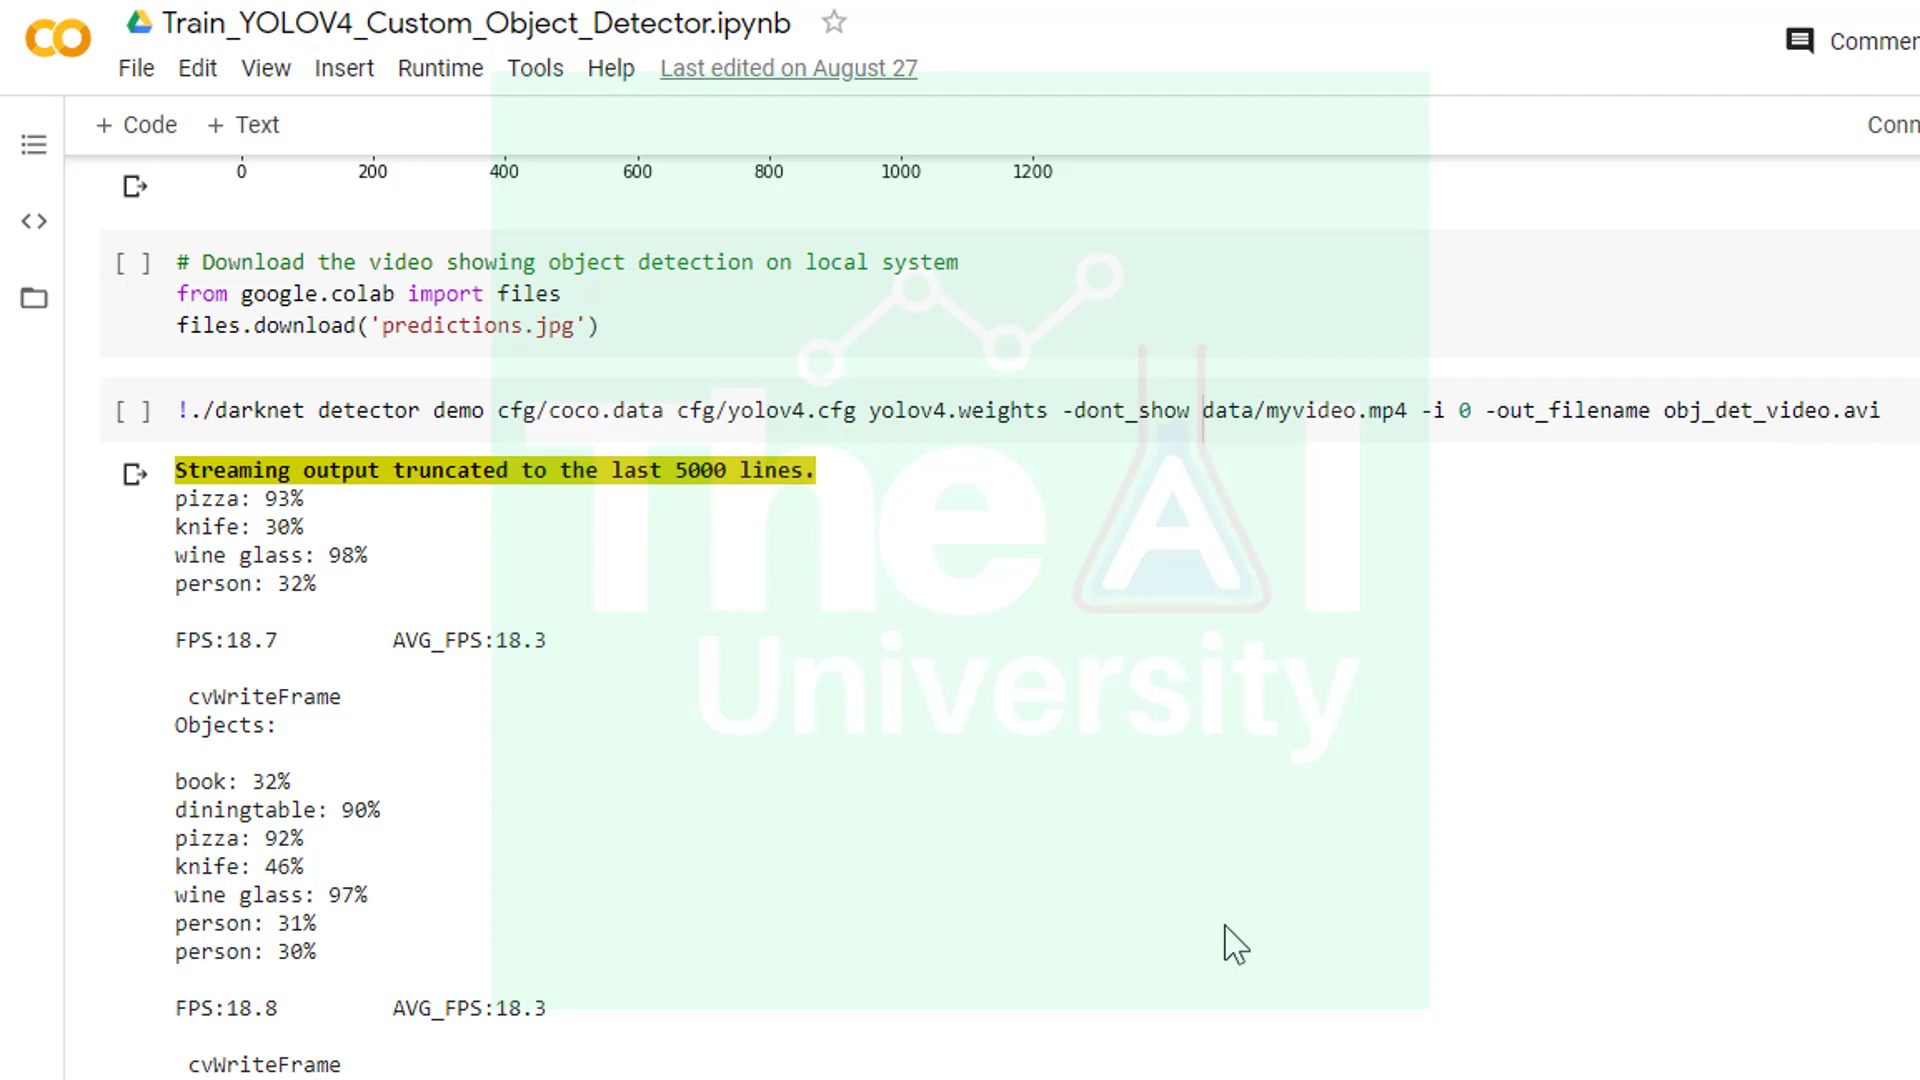 Train_YOLOV4_Custom_Object_Detector.ipynb
Commen
File Edit View Insert Runtime Tools Help Last edited on August 27
+ Code + Text
Conn
0 200 400 600 800 1000 1200
[ ] # Download the video showing object detection on local system
from google.colab import files
files.download('predictions.jpg')
[ ] !./darknet detector demo cfg/coco.data cfg/yolov4.cfg yolov4.weights -dont_show data/myvideo.mp4 -i 0 -out_filename obj_det_video.avi
Streaming output truncated to the last 5000 lines.
pizza: 93%
knife: 30%
wine glass: 98%
person: 32%
FPS:18.7 AVG_FPS:18.3
cvWriteFrame
Objects:
book: 32%
diningtable: 90%
pizza: 92%
knife: 46%
wine glass: 97%
person: 31%
person: 30%
FPS:18.8 AVG_FPS:18.3
cvWriteFrame
The AI
University